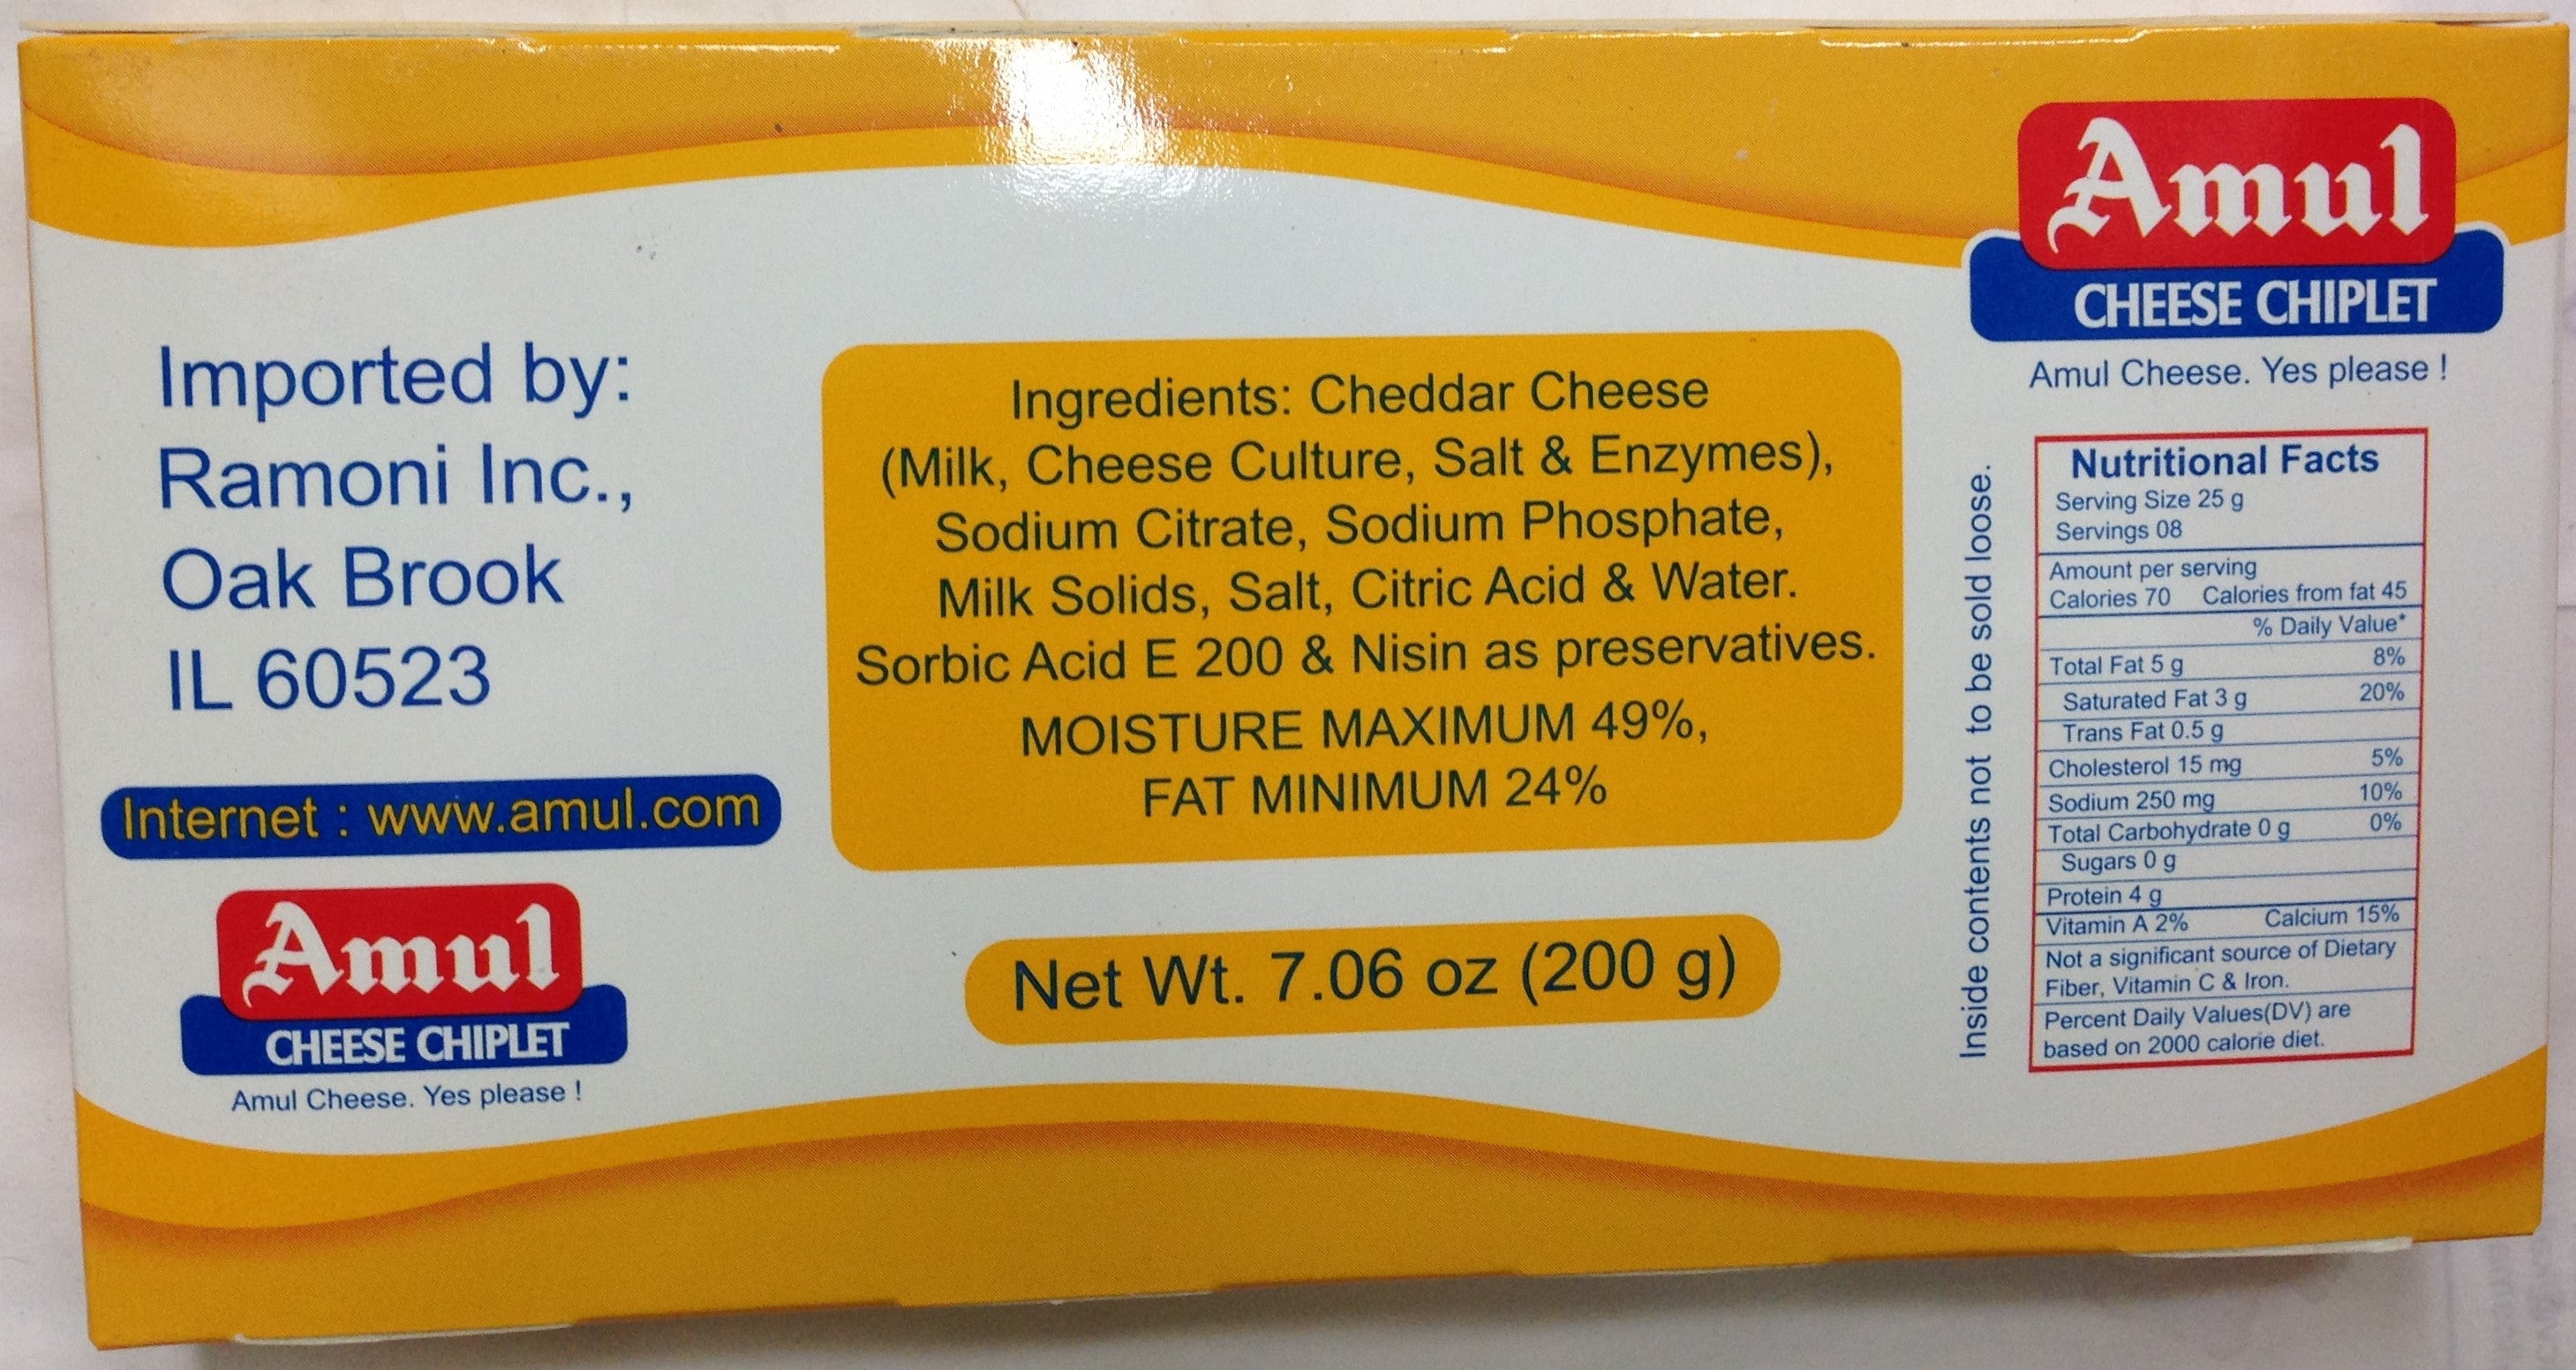 Imported by:
Ramoni Inc.,
Oak Brook
IL 60523
Internet : www.amul.com
Amul
CHEESE CHIPLET
Amul Cheese. Yes please !
Ingredients: Cheddar Cheese
(Milk, Cheese Culture, Salt & Enzymes),
Sodium Citrate, Sodium Phosphate,
Milk Solids, Salt, Citric Acid & Water.
Sorbic Acid E 200 & Nisin as preservatives.
MOISTURE MAXIMUM 49%,
FAT MINIMUM 24%
Net Wt. 7.06 oz (200 g)
Inside contents not to be sold loose.
Amul
CHEESE CHIPLET
Amul Cheese. Yes please !
Nutritional Facts
Serving Size 25 g
Servings 08
Amount per serving
Calories 70 Calories from fat 45
% Daily Value*
Total Fat 5 g 8%
Saturated Fat 3 g 20%
Trans Fat 0.5 g
Cholesterol 15 mg 5%
Sodium 250 mg 10%
Total Carbohydrate 0 g 0%
Sugars 0 g
Protein 4 g
Vitamin A 2% Calcium 15%
Not a significant source of Dietary
Fiber, Vitamin C & Iron.
Percent Daily Values(DV) are
based on 2000 calorie diet.